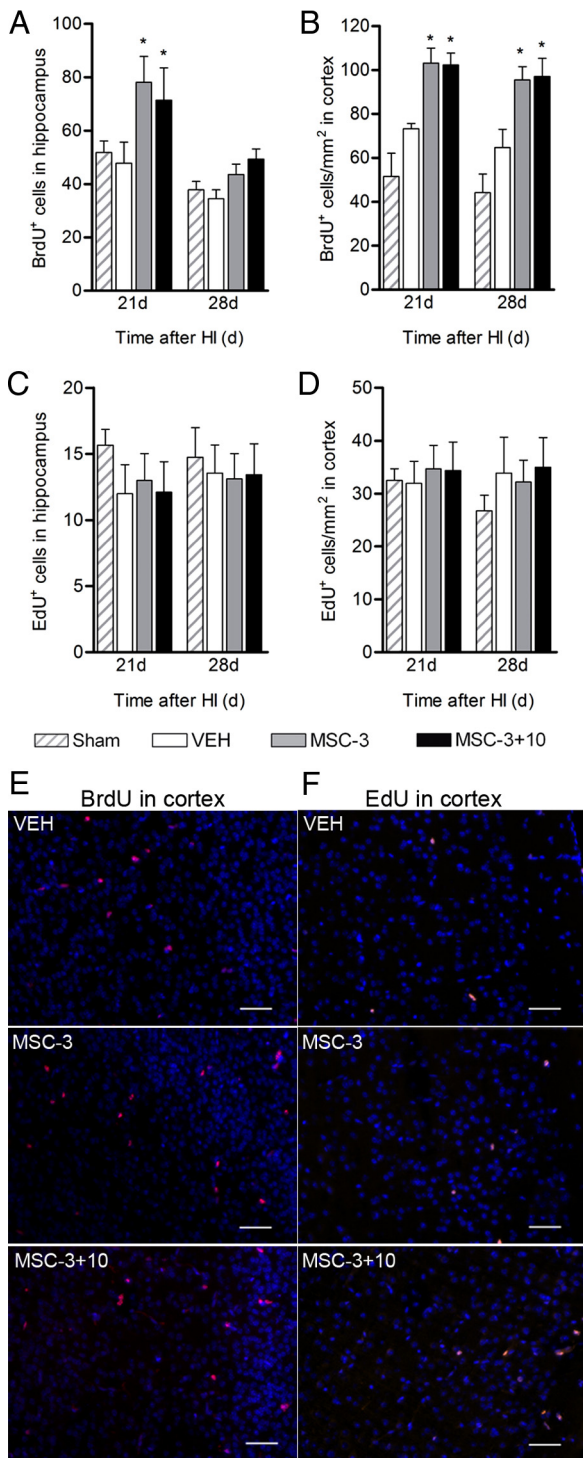 A
BrdU⁺ cells in hippocampus
100
80
60
40
20
0
* *
21d 28d
Time after HI (d)
B
BrdU⁺ cells/mm² in cortex
120
100
80
60
40
20
0
* * * *
21d 28d
Time after HI (d)
C
EdU⁺ cells in hippocampus
20
15
10
5
0
21d 28d
Time after HI (d)
D
EdU⁺ cells/mm² in cortex
50
40
30
20
10
0
21d 28d
Time after HI (d)
Sham VEH MSC-3 MSC-3+10
E
BrdU in cortex
VEH
MSC-3
MSC-3+10
F
EdU in cortex
VEH
MSC-3
MSC-3+10